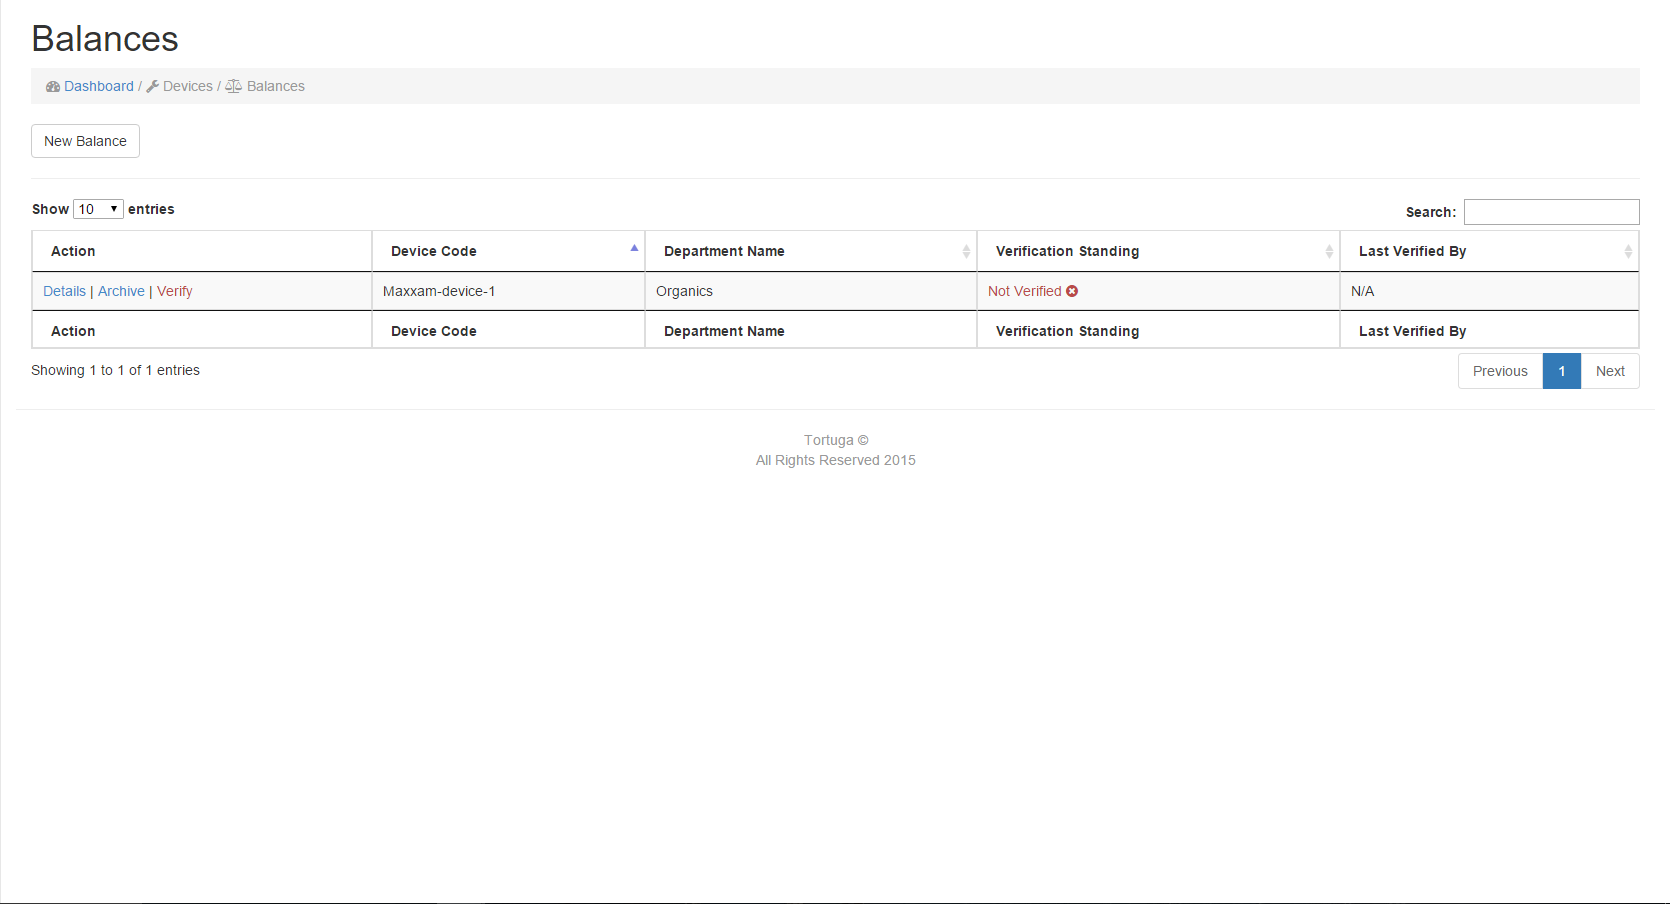 Balances
Dashboard / Devices / Balances
New Balance
Show 10 entries
Search:
Action Device Code Department Name Verification Standing Last Verified By
Details | Archive | Verify Maxxam-device-1 Organics Not Verified N/A
Action Device Code Department Name Verification Standing Last Verified By
Showing 1 to 1 of 1 entries
Previous 1 Next
Tortuga ©
All Rights Reserved 2015